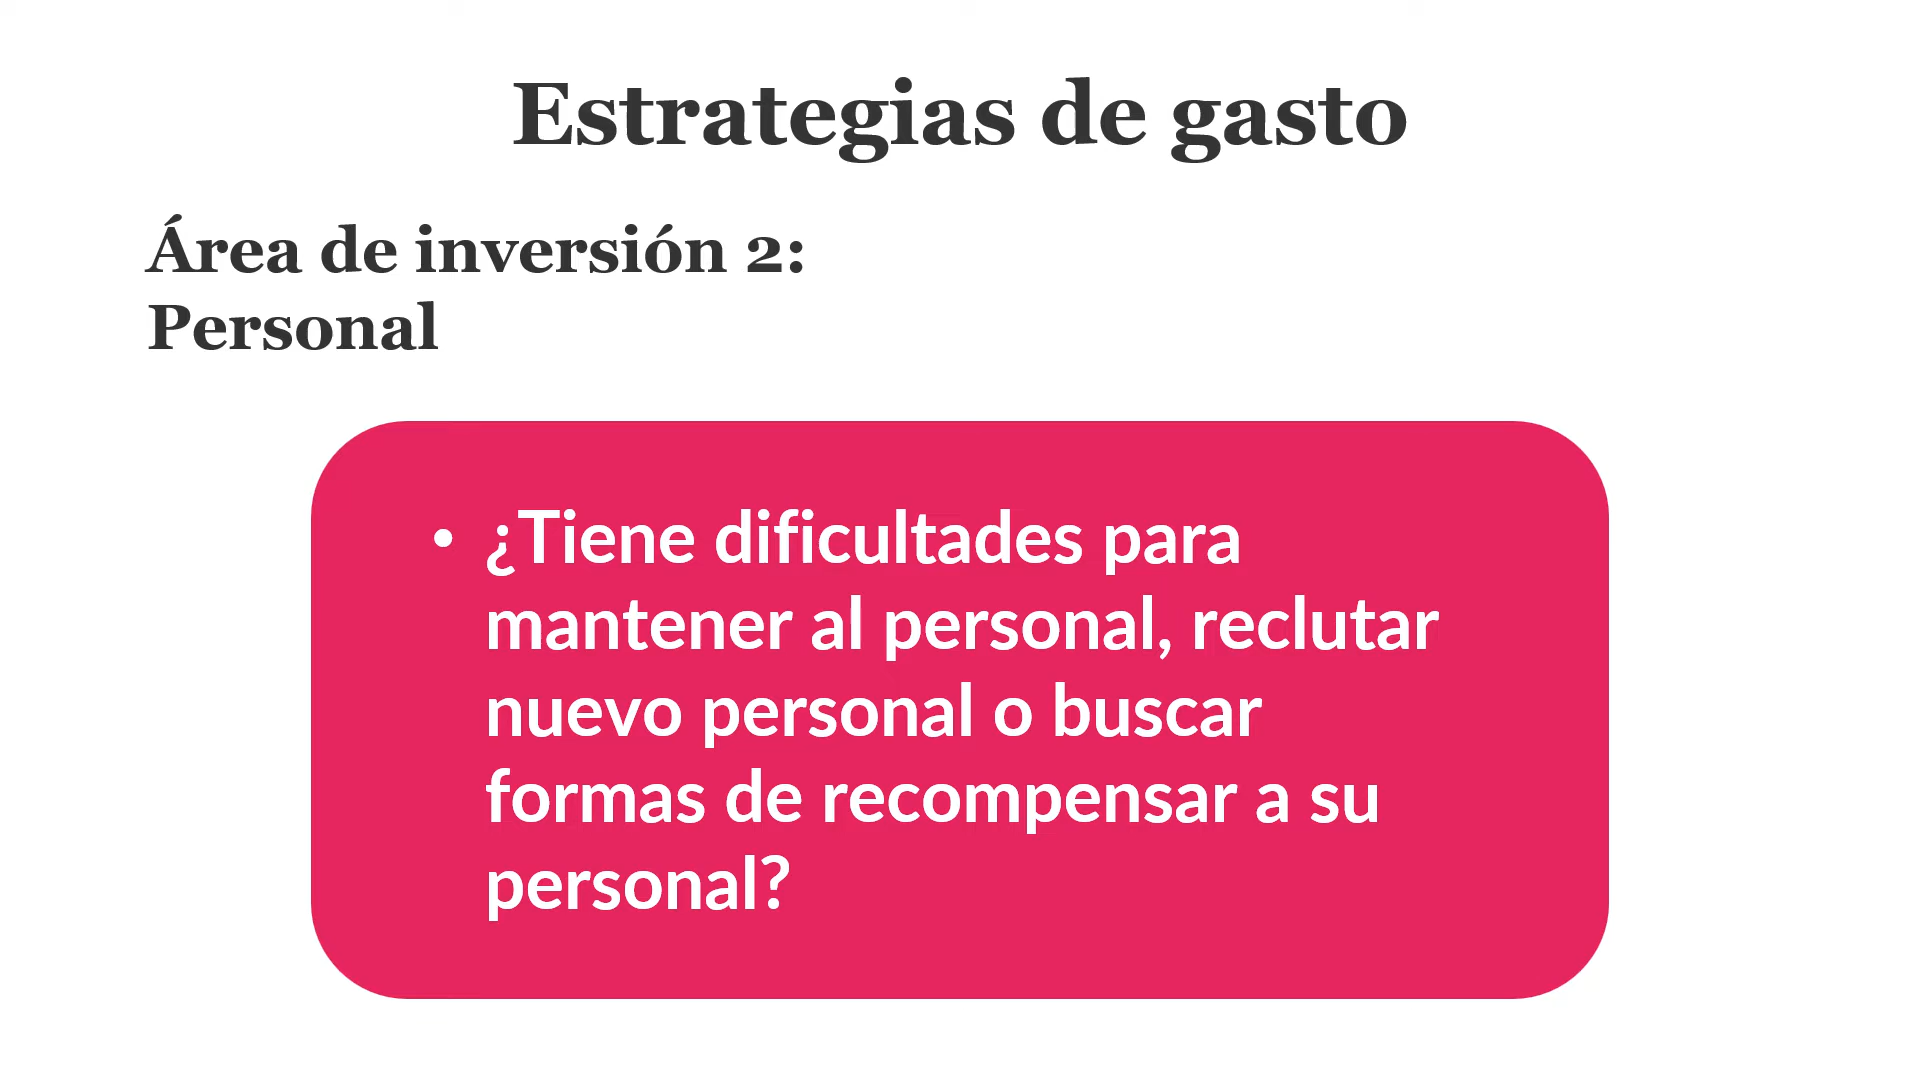 Estrategias de gasto
Área de inversión 2:
Personal
• ¿Tiene dificultades para
mantener al personal, reclutar
nuevo personal o buscar
formas de recompensar a su
personal?